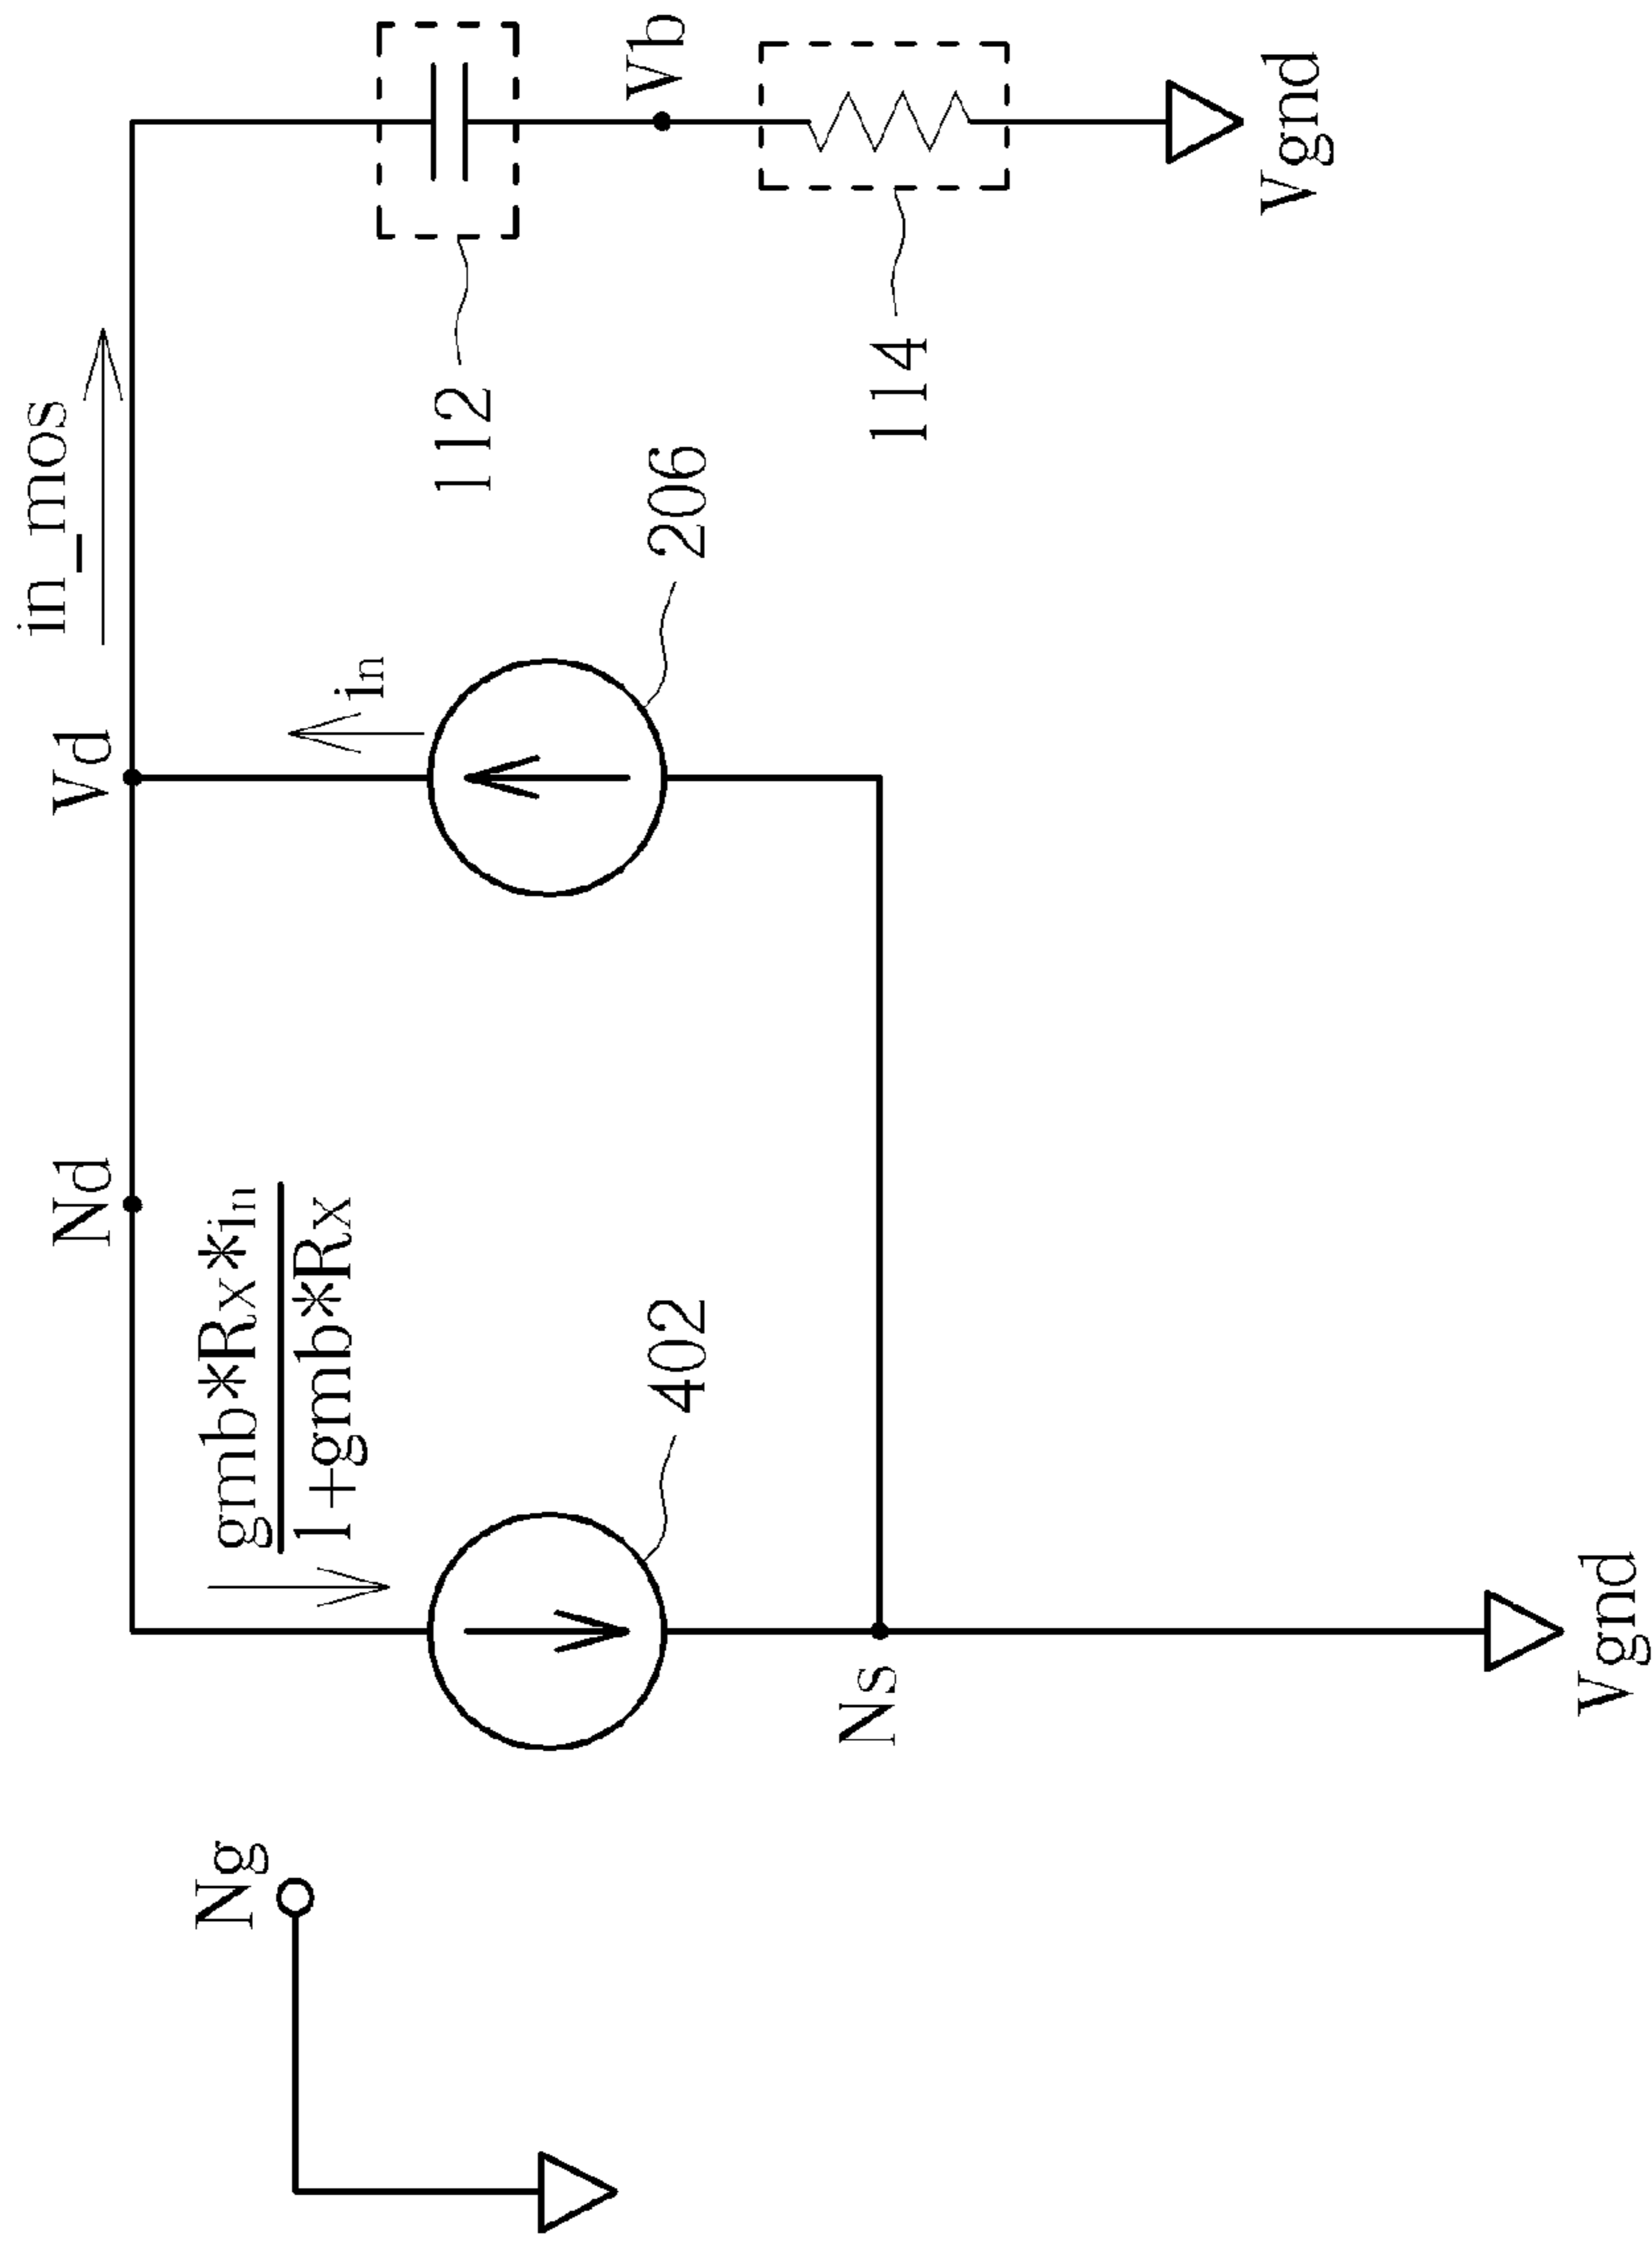 in_mos
Nd
Vd
Ng
gmb*Rx*in
1+gmb*Rx
in
Vb
402
206
112
114
Ns
Vgnd
Vgnd